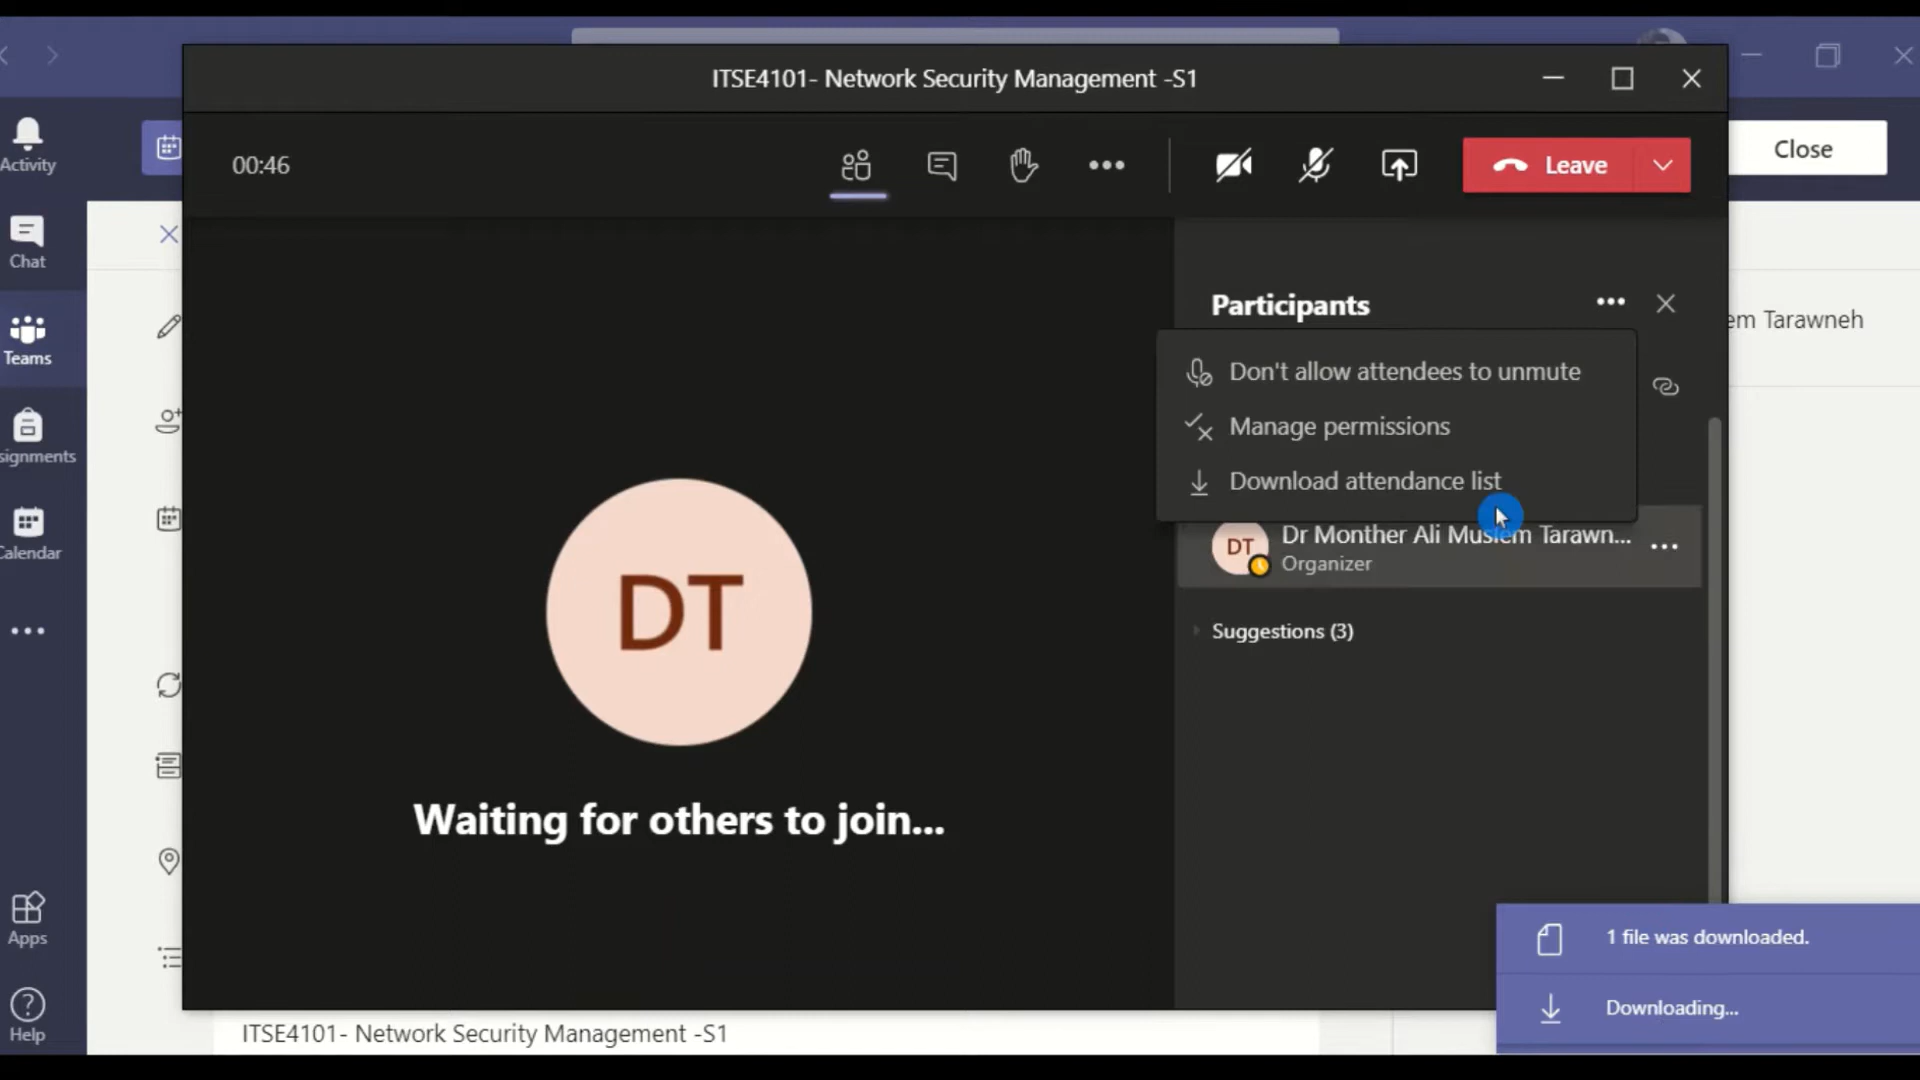 ITSE4101- Network Security Management -S1
Activity
00:46
Leave
Close
Chat
Participants
em Tarawneh
Teams
Don't allow attendees to unmute
Manage permissions
signments
Download attendance list
DT
Dr Monther Ali Muslem Tarawn...
Organizer
Calendar
DT
Suggestions (3)
Waiting for others to join...
Apps
1 file was downloaded.
Downloading...
Help
ITSE4101- Network Security Management -S1